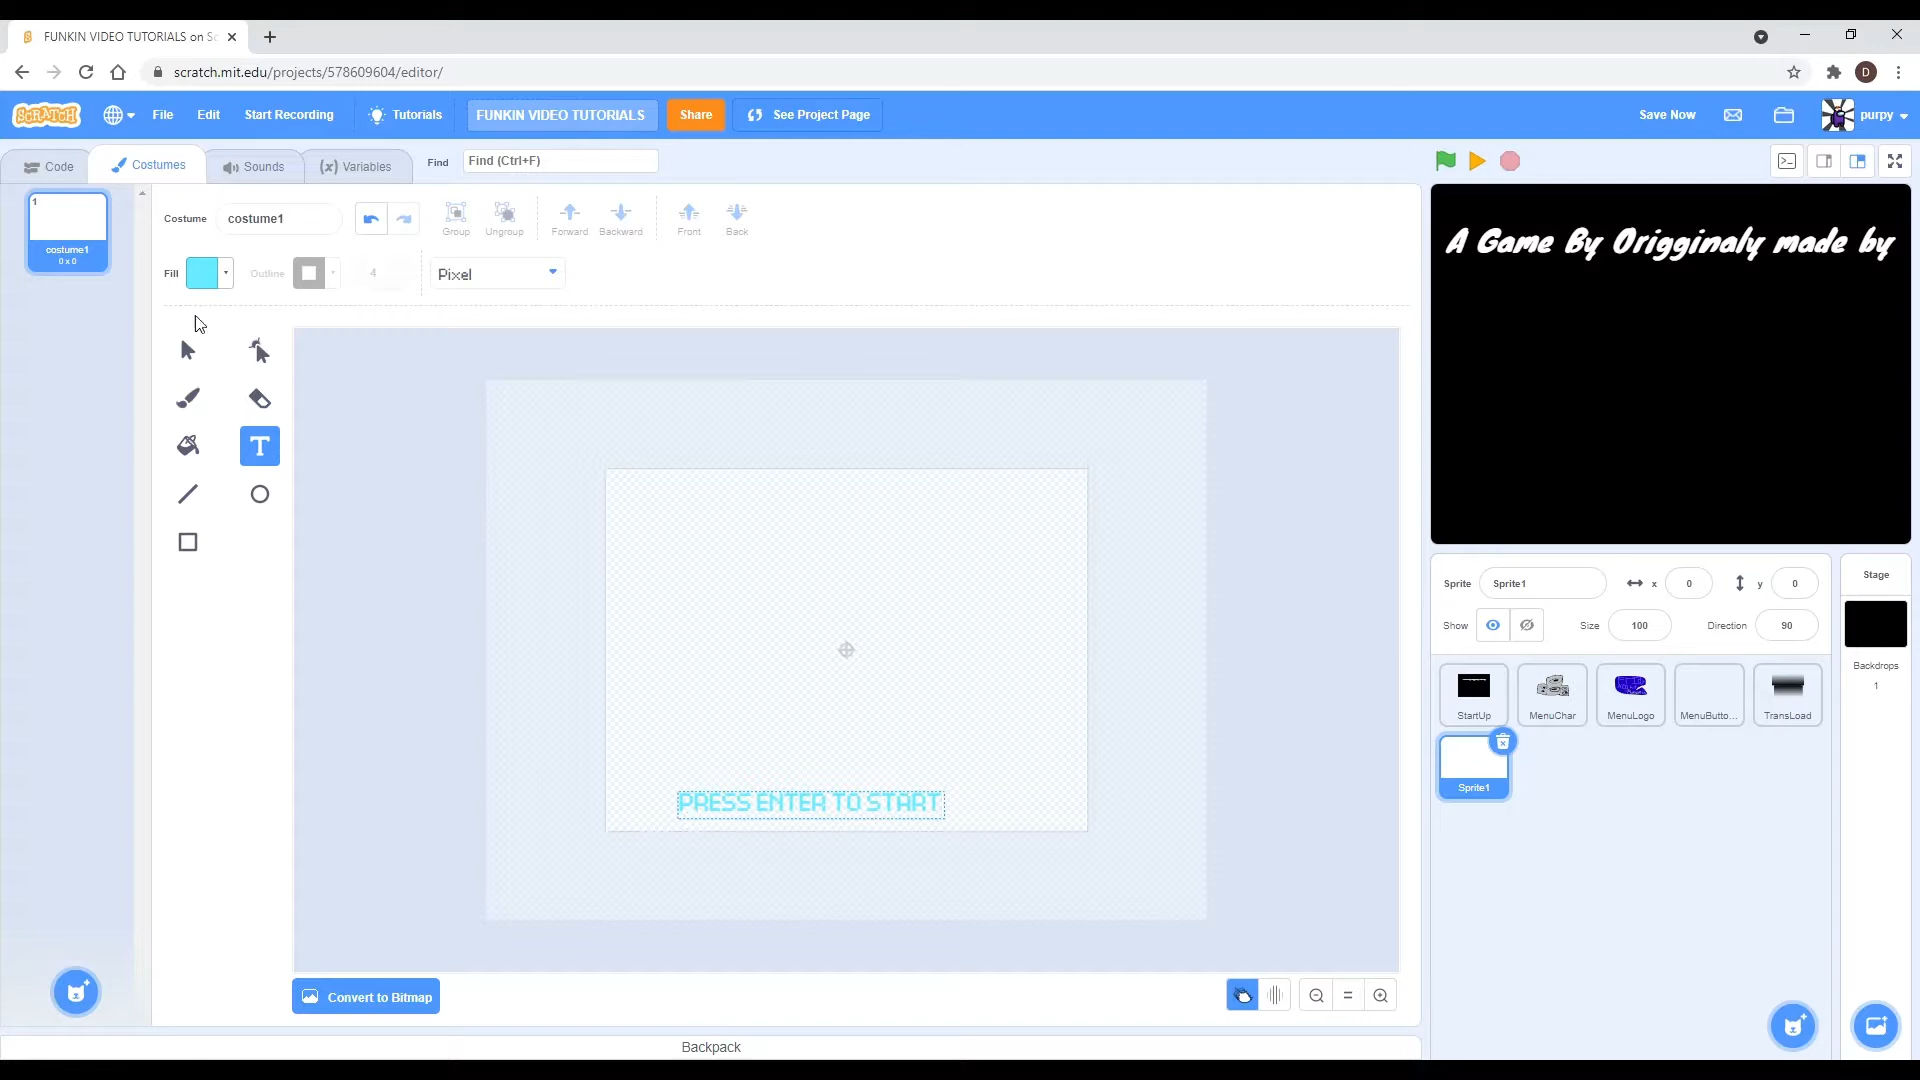 FUNKIN VIDEO TUTORIALS on Sc
scratch.mit.edu/projects/578609604/editor/
D
SCRATCH
File
Edit
Start Recording
Tutorials
FUNKIN VIDEO TUTORIALS
Share
See Project Page
Save Now
purpy
Code
Costumes
Sounds
(x) Variables
Find
Find (Ctrl+F)
1
costume1
0 x 0
Costume
costume1
Group
Ungroup
Forward
Backward
Front
Back
Fill
Outline
4
Pixel
T
PRESS ENTER TO START
Convert to Bitmap
Backpack
A Game By Origginaly made by
Sprite
Sprite1
x
0
y
0
Show
Size
100
Direction
90
StartUp
MenuChar
MenuLogo
MenuButto...
TransLoad
Sprite1
Stage
Backdrops
1